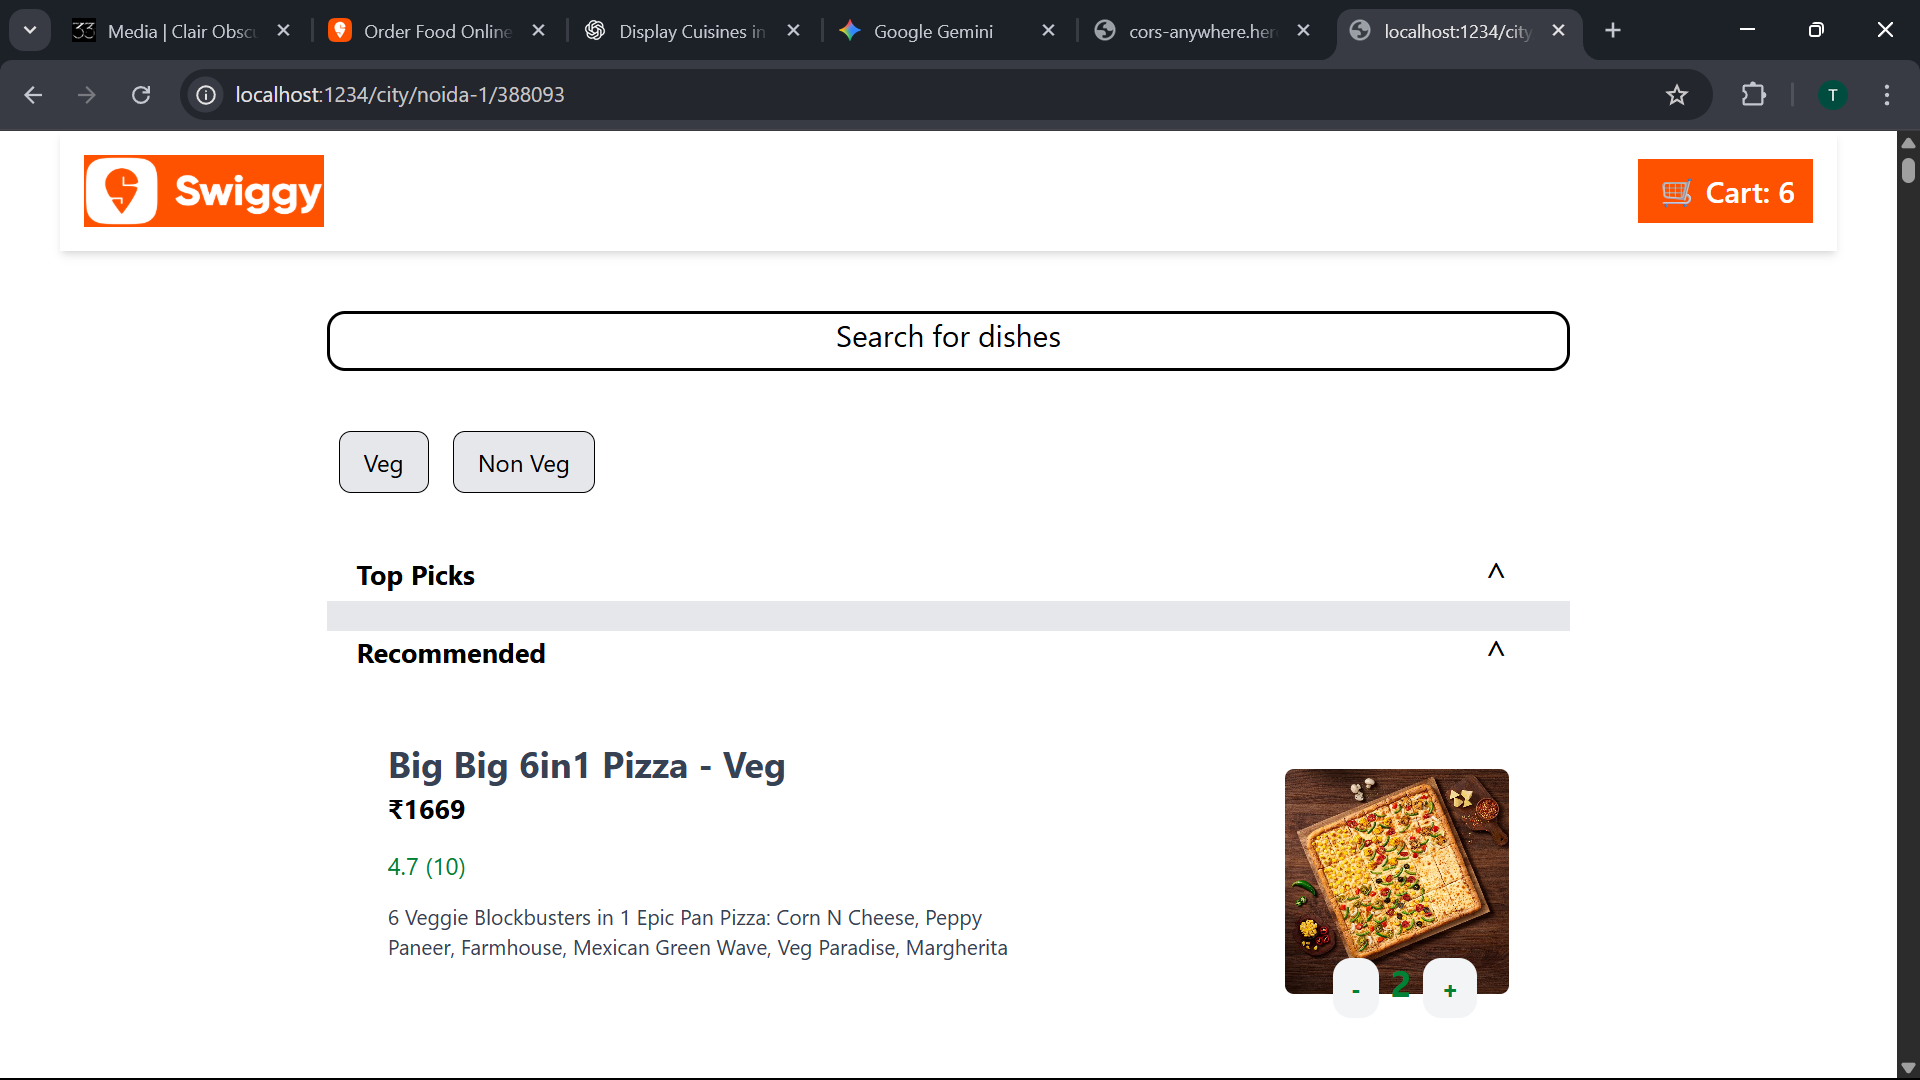 Media | Clair Obscu
Order Food Online
Display Cuisines in
Google Gemini
cors-anywhere.her
localhost:1234/city
localhost:1234/city/noida-1/388093
T
Swiggy
Cart: 6
Search for dishes
Veg
Non Veg
Top Picks
^
Recommended
^
Big Big 6in1 Pizza - Veg
₹1669
4.7 (10)
6 Veggie Blockbusters in 1 Epic Pan Pizza: Corn N Cheese, Peppy
Paneer, Farmhouse, Mexican Green Wave, Veg Paradise, Margherita
- 2 +